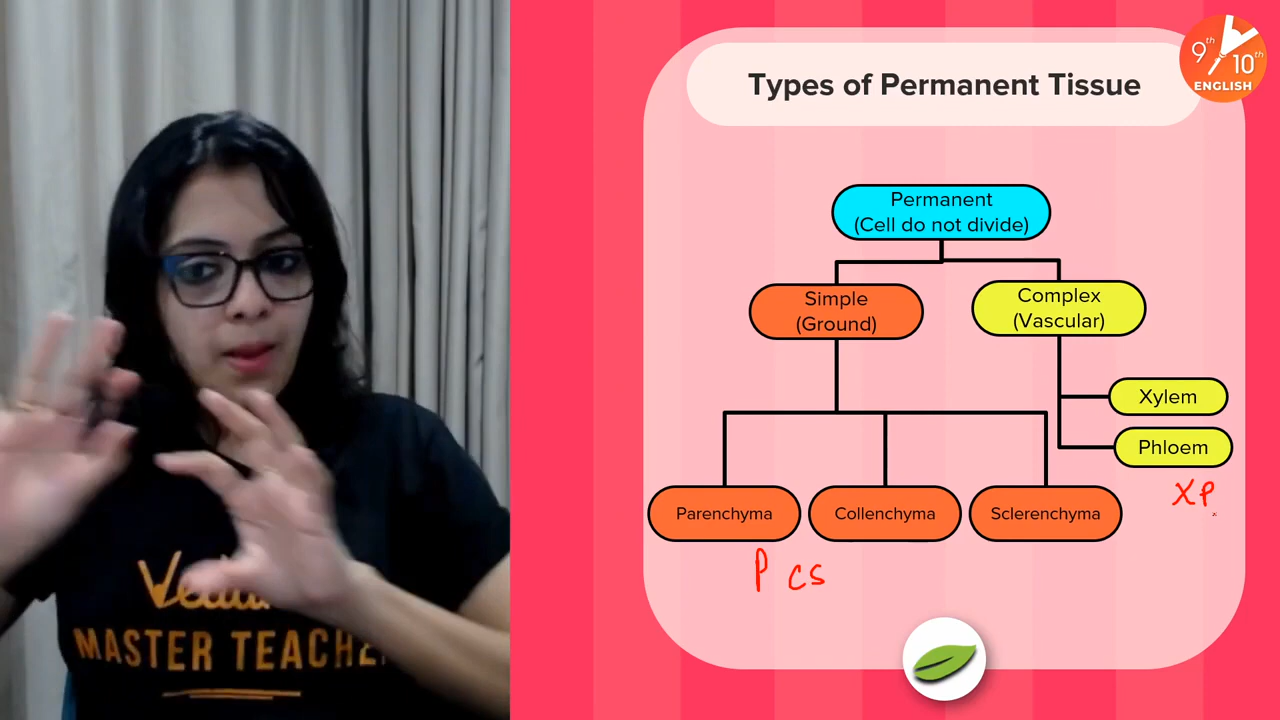 Types of Permanent Tissue
9th
10th
ENGLISH
Permanent
(Cell do not divide)
Simple
(Ground)
Complex
(Vascular)
Xylem
Phloem
XP
Parenchyma
Collenchyma
Sclerenchyma
P CS
MASTER TEACHE